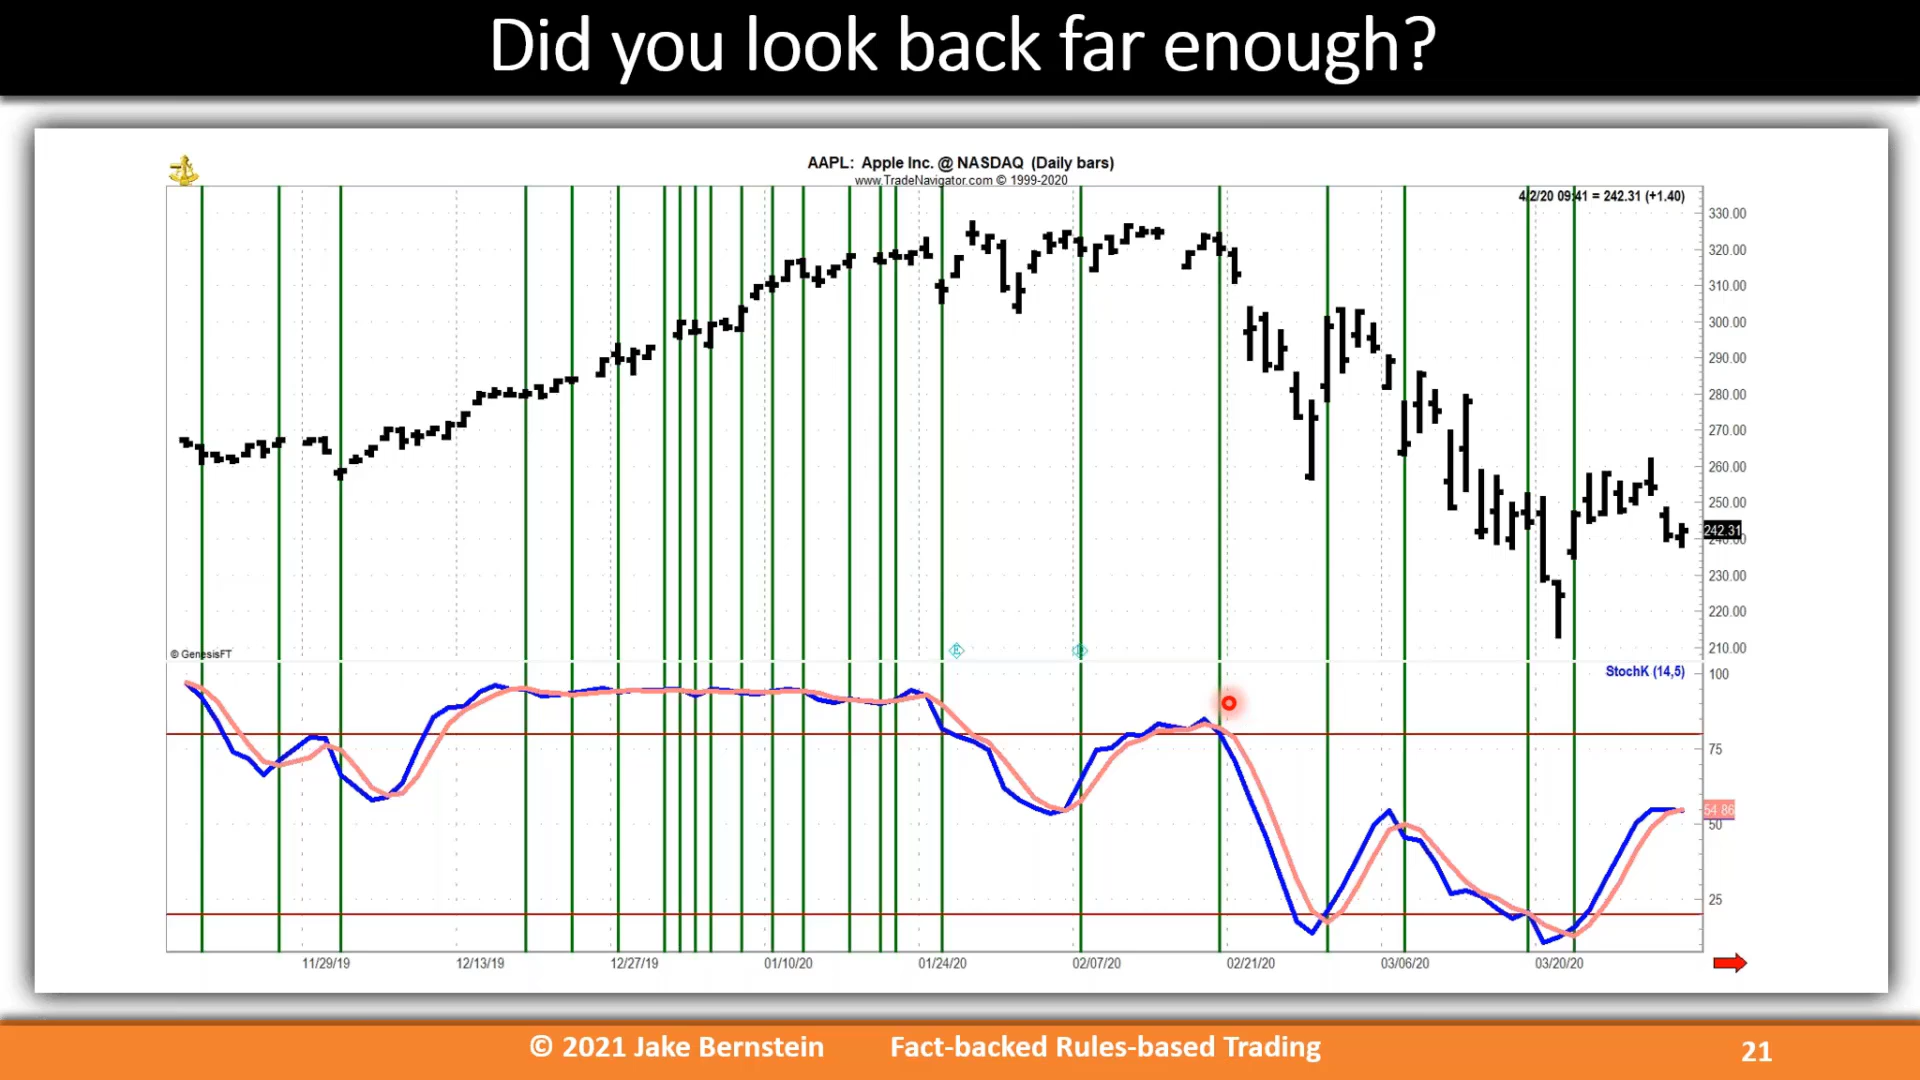 Did you look back far enough?
AAPL: Apple Inc. @ NASDAQ (Daily bars)
www.TradeNavigator.com © 1999-2020
4/2/20 09:41 = 242.31 (+1.40)
330.00
320.00
310.00
300.00
290.00
280.00
270.00
260.00
250.00
242.31
240.00
230.00
220.00
210.00
© GenesisFT
StochK (14,5)
100
75
54.86
50
25
11/29/19 12/13/19 12/27/19 01/10/20 01/24/20 02/07/20 02/21/20 03/06/20 03/20/20
© 2021 Jake Bernstein Fact-backed Rules-based Trading 21